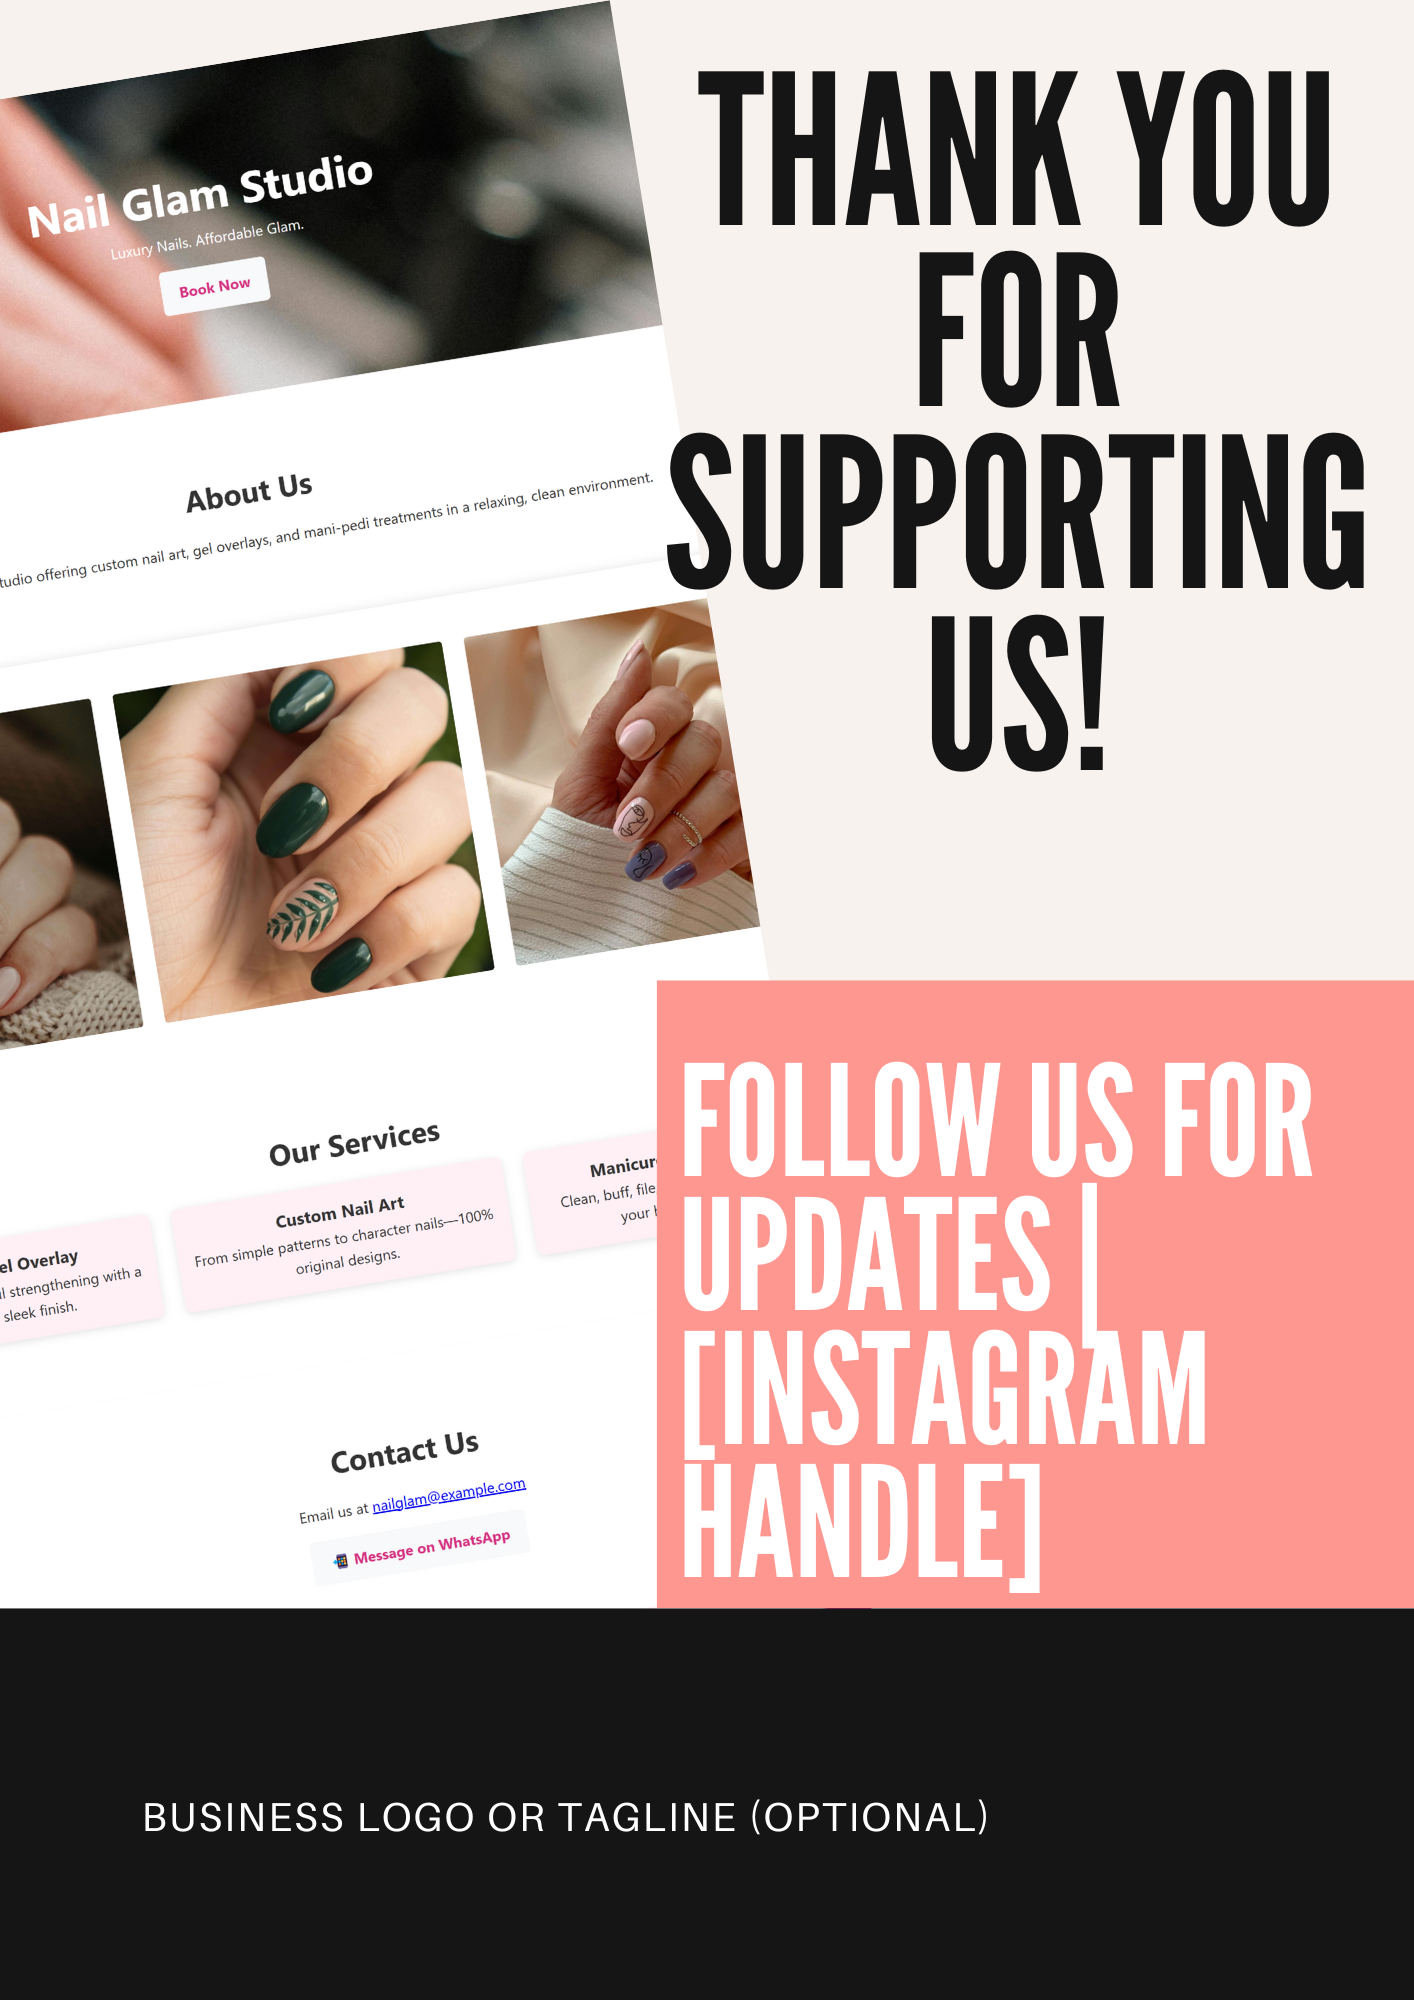 Nail Glam Studio
Luxury Nails. Affordable Glam.
Book Now
About Us
offering custom nail art, gel overlays, and mani-pedi treatments in a relaxing, clean environment.
Our Services
Overlay
strengthening with a
sleek finish.
Custom Nail Art
From simple patterns to character nails—100%
original designs.
Clean, buff, file
your
Contact Us
Email us at nailglam@example.com
Message on WhatsApp
THANK YOU
FOR
SUPPORTING
US!
FOLLOW US FOR
UPDATES |
[INSTAGRAM
HANDLE]
BUSINESS LOGO OR TAGLINE (OPTIONAL)